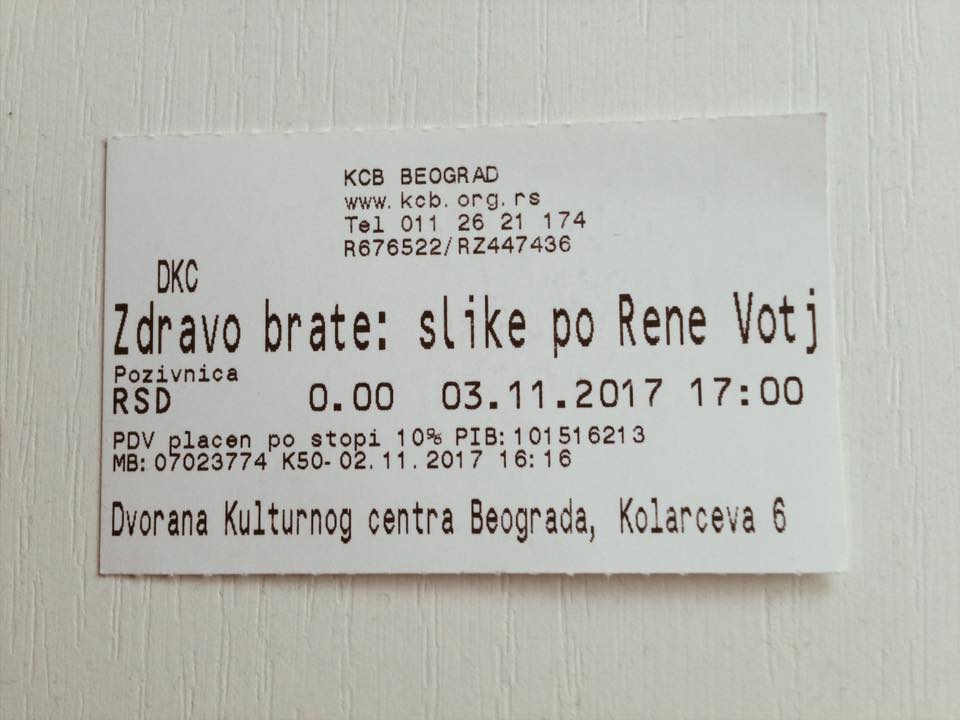 KCB BEOGRAD
www.kcb.org.rs
Tel 011 26 21 174
R676522/RZ447436
DKC
Zdravo brate: slike po Rene Votj
Pozivnica
RSD 0.00 03.11.2017 17:00
PDV placen po stopi 10% PIB:101516213
MB:07023774 K50-02.11.2017 16:16
Dvorana Kulturnog centra Beograda, Kolarceva 6